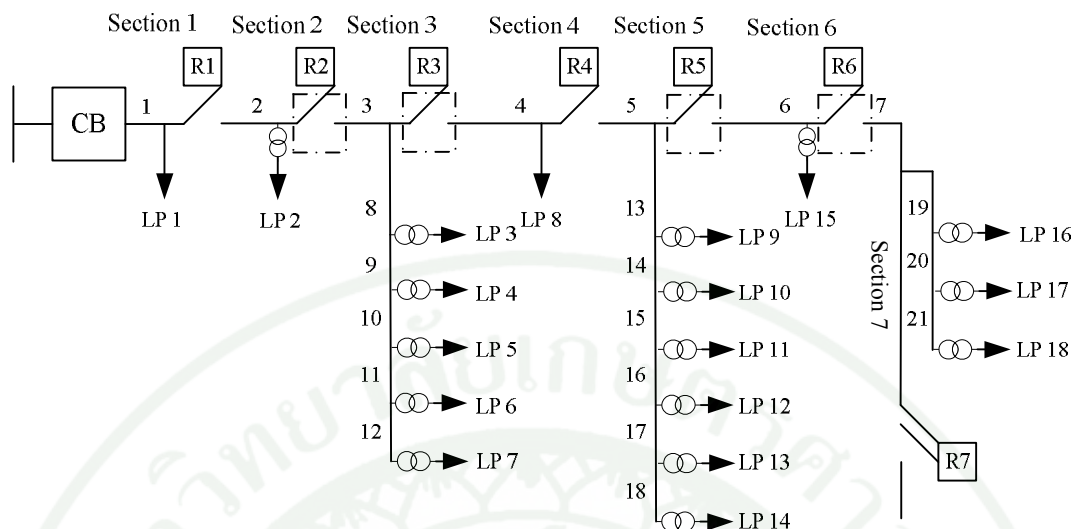 Section 1 Section 2 Section 3 Section 4 Section 5 Section 6
R1 R2 R3 R4 R5 R6
CB 1 2 3 4 5 6 7
LP 1 LP 2 LP 8 LP 15
8 LP 3
9 LP 4
10 LP 5
11 LP 6
12 LP 7
13 LP 9
14 LP 10
15 LP 11
16 LP 12
17 LP 13
18 LP 14
Section 7
19 LP 16
20 LP 17
21 LP 18
R7